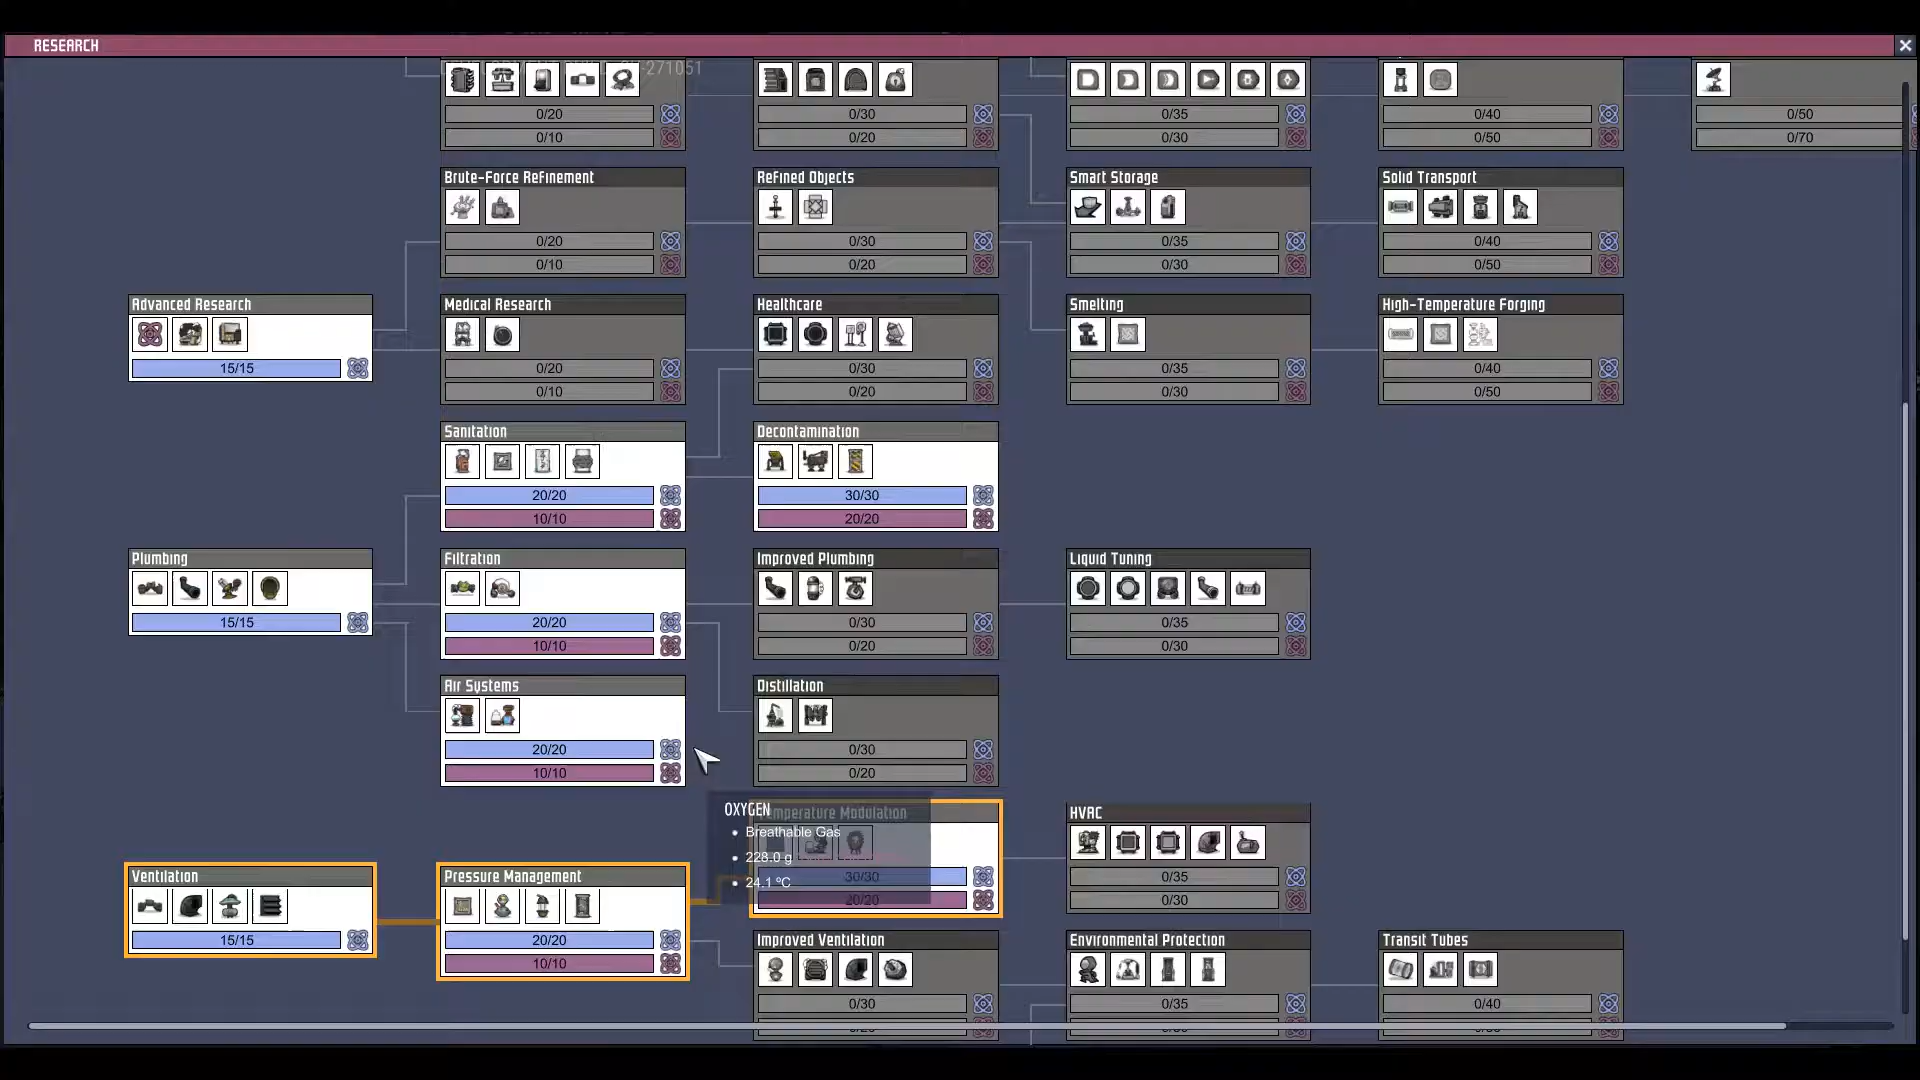 RESEARCH
271051
0/20
0/10
0/30
0/20
0/35
0/30
0/40
0/50
0/50
0/70
Brute-Force Refinement
0/20
0/10
Refined Objects
0/30
0/20
Smart Storage
0/35
0/30
Solid Transport
0/40
0/50
Advanced Research
15/15
Medical Research
0/20
0/10
Healthcare
0/30
0/20
Smelting
0/35
0/30
High-Temperature Forging
0/40
0/50
Sanitation
20/20
10/10
Decontamination
30/30
20/20
Plumbing
15/15
Filtration
20/20
10/10
Improved Plumbing
0/30
0/20
Liquid Tuning
0/35
0/30
Air Systems
20/20
10/10
Distillation
0/30
0/20
OXYGEN
Breathable Gas
228.0 g
24.1 ºC
Temperature Modulation
30/30
20/20
HVAC
0/35
0/30
Ventilation
15/15
Pressure Management
20/20
10/10
Improved Ventilation
0/30
Environmental Protection
0/35
Transit Tubes
0/40